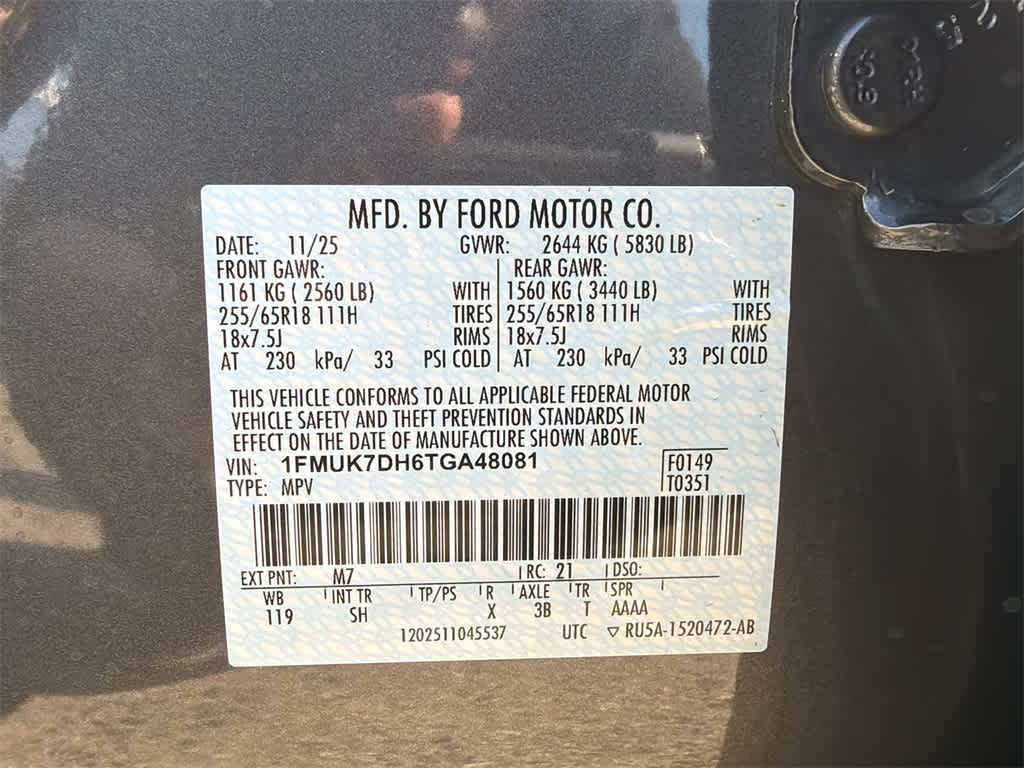 MFD. BY FORD MOTOR CO.
DATE: 11/25 GVWR: 2644 KG ( 5830 LB)
FRONT GAWR: REAR GAWR:
1161 KG ( 2560 LB) WITH 1560 KG ( 3440 LB) WITH
255/65R18 111H TIRES 255/65R18 111H TIRES
18x7.5J RIMS 18x7.5J RIMS
AT 230 kPa/ 33 PSI COLD AT 230 kPa/ 33 PSI COLD
THIS VEHICLE CONFORMS TO ALL APPLICABLE FEDERAL MOTOR
VEHICLE SAFETY AND THEFT PREVENTION STANDARDS IN
EFFECT ON THE DATE OF MANUFACTURE SHOWN ABOVE.
VIN: 1FMUK7DH6TGA48081 F0149
TYPE: MPV T0351
EXT PNT: M7 RC: 21 DSO:
WB INT TR TP/PS R AXLE TR SPR
119 SH X 3B T AAAA
1202511045537 UTC ▽ RU5A-1520472-AB